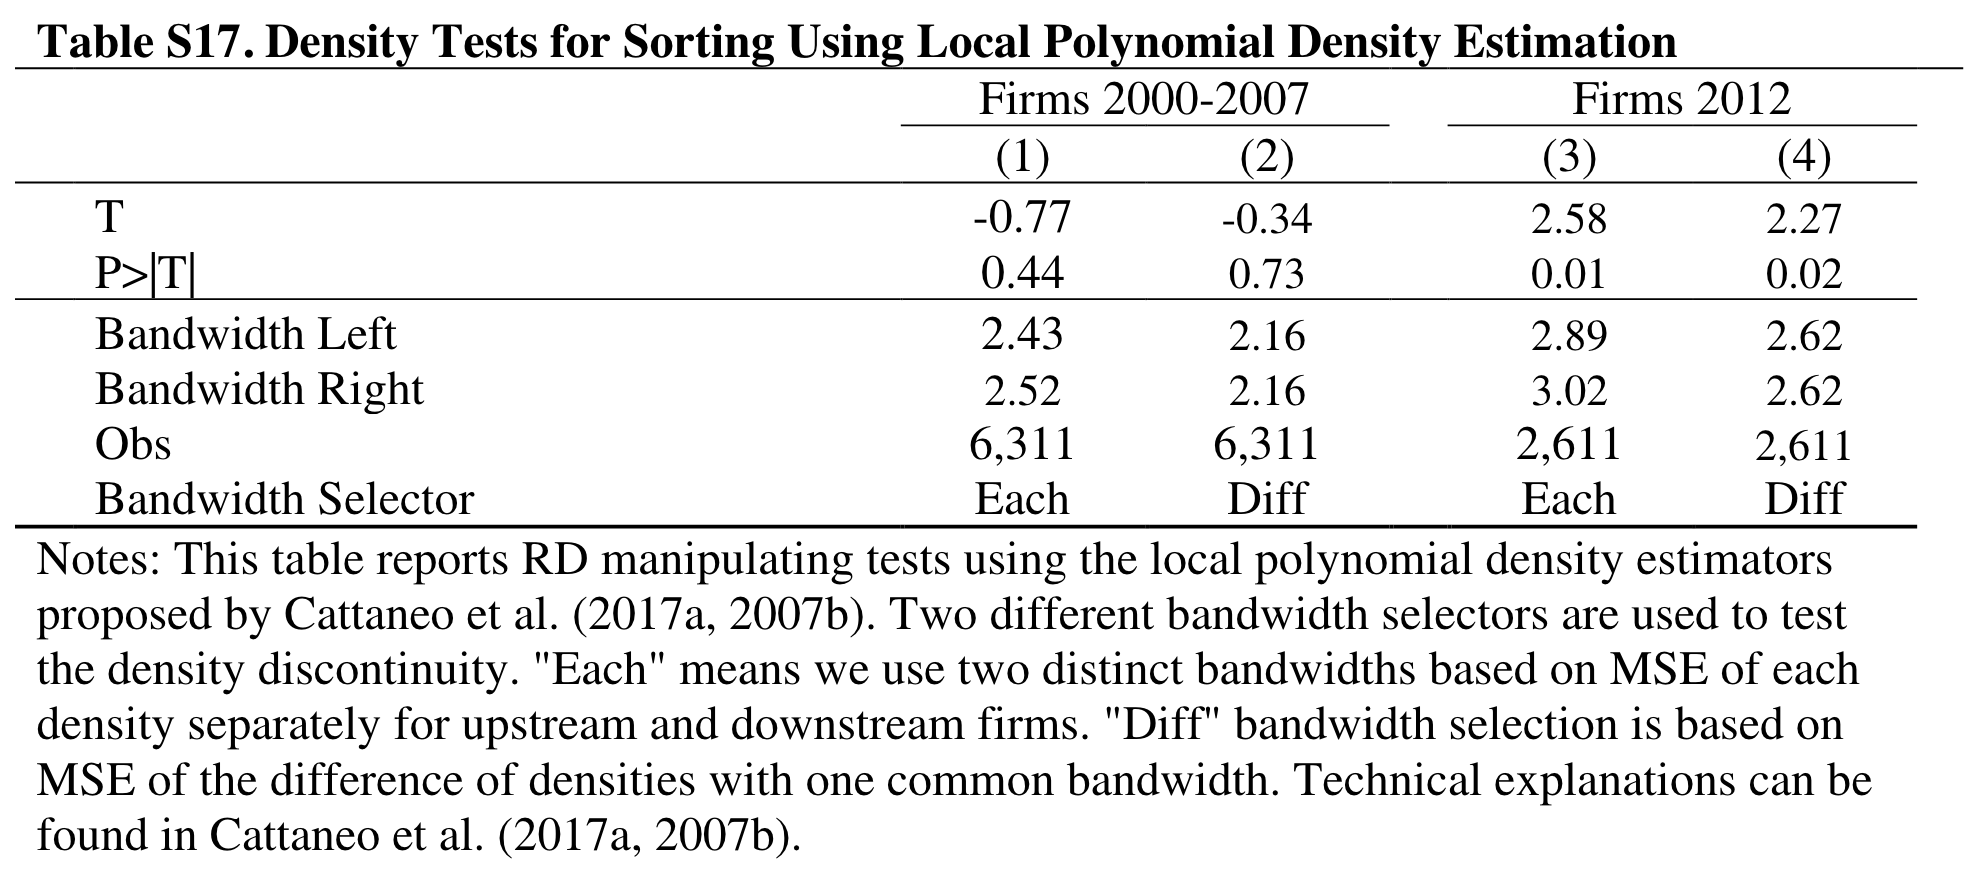 Table S17. Density Tests for Sorting Using Local Polynomial Density Estimation
Firms 2000-2007 Firms 2012
(1) (2) (3) (4)
T -0.77 -0.34 2.58 2.27
P>|T| 0.44 0.73 0.01 0.02
Bandwidth Left 2.43 2.16 2.89 2.62
Bandwidth Right 2.52 2.16 3.02 2.62
Obs 6,311 6,311 2,611 2,611
Bandwidth Selector Each Diff Each Diff
Notes: This table reports RD manipulating tests using the local polynomial density estimators
proposed by Cattaneo et al. (2017a, 2007b). Two different bandwidth selectors are used to test
the density discontinuity. "Each" means we use two distinct bandwidths based on MSE of each
density separately for upstream and downstream firms. "Diff" bandwidth selection is based on
MSE of the difference of densities with one common bandwidth. Technical explanations can be
found in Cattaneo et al. (2017a, 2007b).